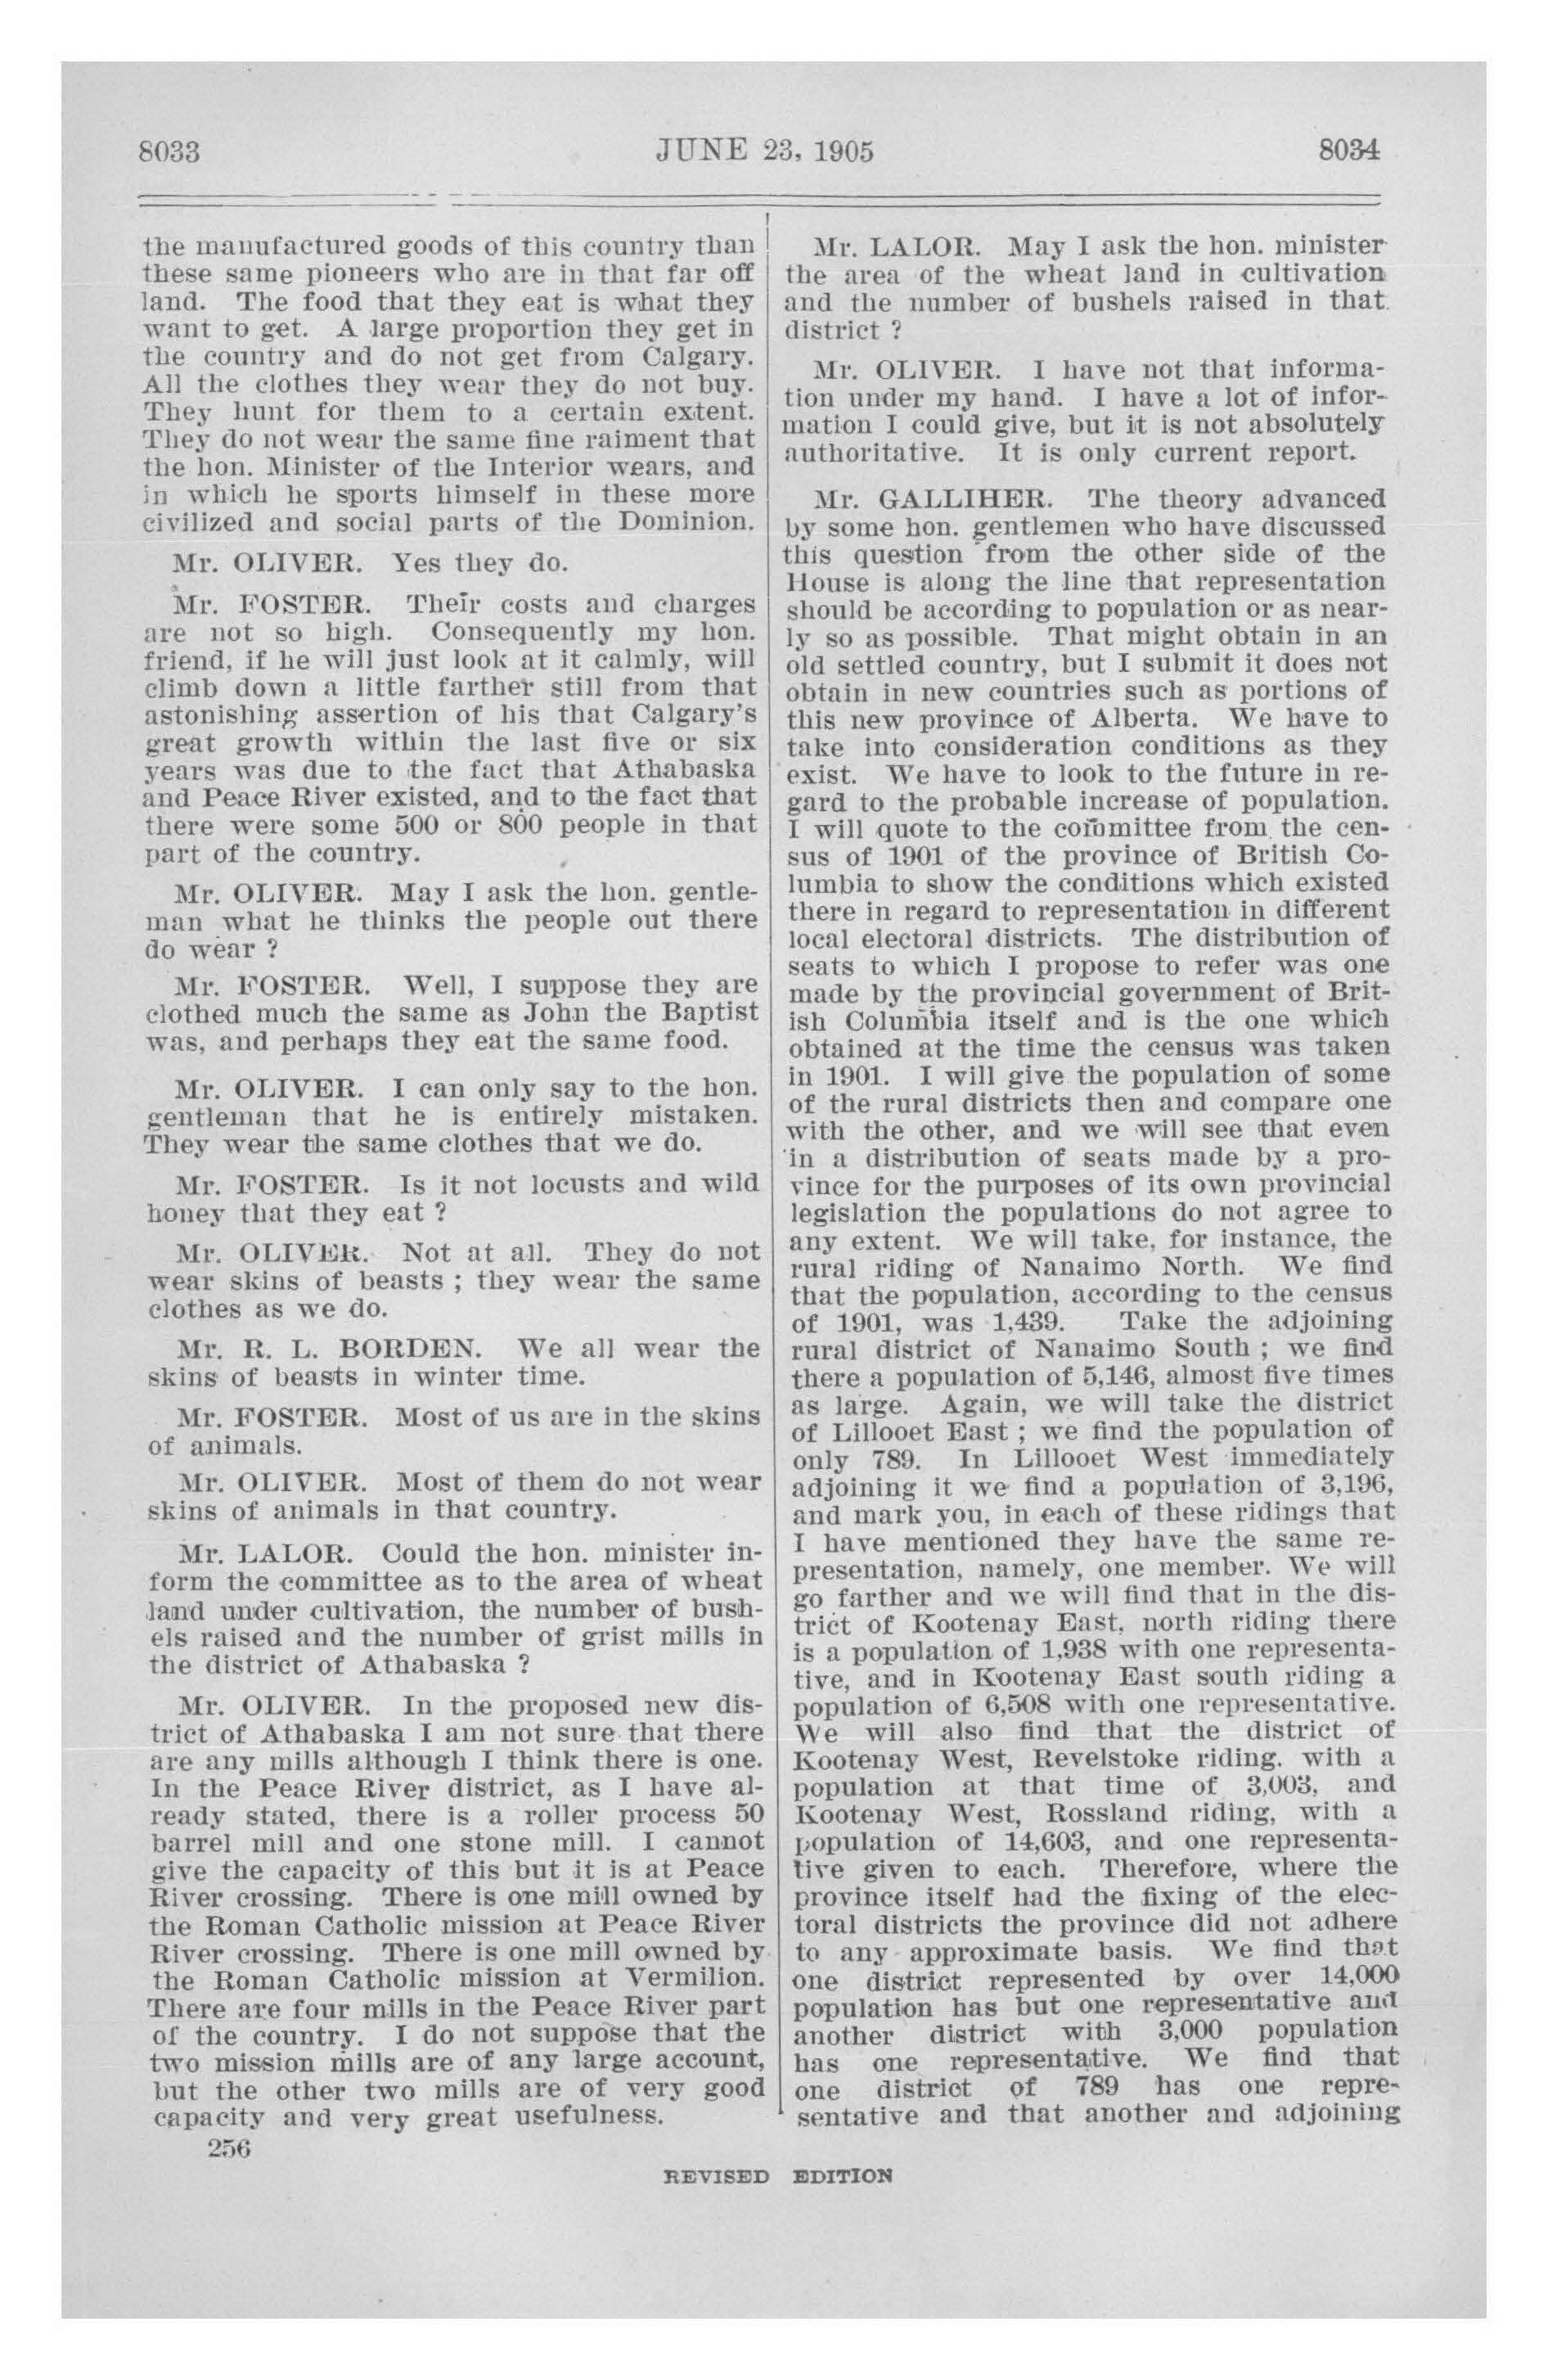 8033
JUNE 23, 1905
8034
the manufactured goods of this country than
these same pioneers who are in that far off
land. The food that they eat is what they
want to get. A large proportion they get in
the country and do not get from Calgary.
All the clothes they wear they do not buy.
They hunt for them to a certain extent.
They do not wear the same fine raiment that
the hon. Minister of the Interior wears, and
in which he sports himself in these more
civilized and social parts of the Dominion.
Mr. OLIVER. Yes they do.
Mr. FOSTER. Their costs and charges
are not so high. Consequently my hon.
friend, if he will just look at it calmly, will
climb down a little farther still from that
astonishing assertion of his that Calgary's
great growth within the last five or six
years was due to the fact that Athabaska
and Peace River existed, and to the fact that
there were some 500 or 800 people in that
part of the country.
Mr. OLIVER. May I ask the hon. gentle-
man what he thinks the people out there
do wear ?
Mr. FOSTER. Well, I suppose they are
clothed much the same as John the Baptist
was, and perhaps they eat the same food.
Mr. OLIVER. I can only say to the hon.
gentleman that he is entirely mistaken.
They wear the same clothes that we do.
Mr. FOSTER. Is it not locusts and wild
honey that they eat ?
Mr. OLIVER. Not at all. They do not
wear skins of beasts ; they wear the same
clothes as we do.
Mr. R. L. BORDEN. We all wear the
skins of beasts in winter time.
Mr. FOSTER. Most of us are in the skins
of animals.
Mr. OLIVER. Most of them do not wear
skins of animals in that country.
Mr. LALOR. Could the hon. minister in-
form the committee as to the area of wheat
land under cultivation, the number of bush-
els raised and the number of grist mills in
the district of Athabaska ?
Mr. OLIVER. In the proposed new dis-
trict of Athabaska I am not sure that there
are any mills although I think there is one.
In the Peace River district, as I have al-
ready stated, there is a roller process 50
barrel mill and one stone mill. I cannot
give the capacity of this but it is at Peace
River crossing. There is one mill owned by
the Roman Catholic mission at Peace River
River crossing. There is one mill owned by
the Roman Catholic mission at Vermilion.
There are four mills in the Peace River part
of the country. I do not suppose that the
two mission mills are of any large account,
but the other two mills are of very good
capacity and very great usefulness.
256
Mr. LALOR. May I ask the hon. minister
the area of the wheat land in cultivation
and the number of bushels raised in that
district ?
Mr. OLIVER. I have not that informa-
tion under my hand. I have a lot of infor-
mation I could give, but it is not absolutely
authoritative. It is only current report.
Mr. GALLIHER. The theory advanced
by some hon. gentlemen who have discussed
this question from the other side of the
House is along the line that representation
should be according to population or as near-
ly so as possible. That might obtain in an
old settled country, but I submit it does not
obtain in new countries such as portions of
this new province of Alberta. We have to
take into consideration conditions as they
exist. We have to look to the future in re-
gard to the probable increase of population.
I will quote to the committee from the cen-
sus of 1901 of the province of British Co-
lumbia to show the conditions which existed
there in regard to representation in different
local electoral districts. The distribution of
seats to which I propose to refer was one
made by the provincial government of Brit-
ish Columbia itself and is the one which
obtained at the time the census was taken
in 1901. I will give the population of some
of the rural districts then and compare one
with the other, and we will see that even
in a distribution of seats made by a pro-
vince for the purposes of its own provincial
legislation the populations do not agree to
any extent. We will take, for instance, the
rural riding of Nanaimo North. We find
that the population, according to the census
of 1901, was 1,439. Take the adjoining
rural district of Nanaimo South ; we find
there a population of 5,146, almost five times
as large. Again, we will take the district
of Lillooet East ; we find the population of
only 789. In Lillooet West immediately
adjoining it we find a population of 3,196,
and mark you, in each of these ridings that
I have mentioned they have the same re-
presentation, namely, one member. We will
go farther and we will find that in the dis-
trict of Kootenay East, north riding there
is a population of 1,938 with one representa-
tive, and in Kootenay East south riding a
population of 6,508 with one representative.
We will also find that the district of
Kootenay West, Revelstoke riding. with a
population at that time of 3,003, and
Kootenay West, Rossland riding, with a
population of 14,603, and one representa-
tive given to each. Therefore, where the
province itself had the fixing of the elec-
toral districts the province did not adhere
to any approximate basis. We find that
one district represented by over 14,000
population has but one representative and
another district with 3,000 population
has one representative. We find that
one district of 789 has one repre-
sentative and that another and adjoining
REVISED EDITION